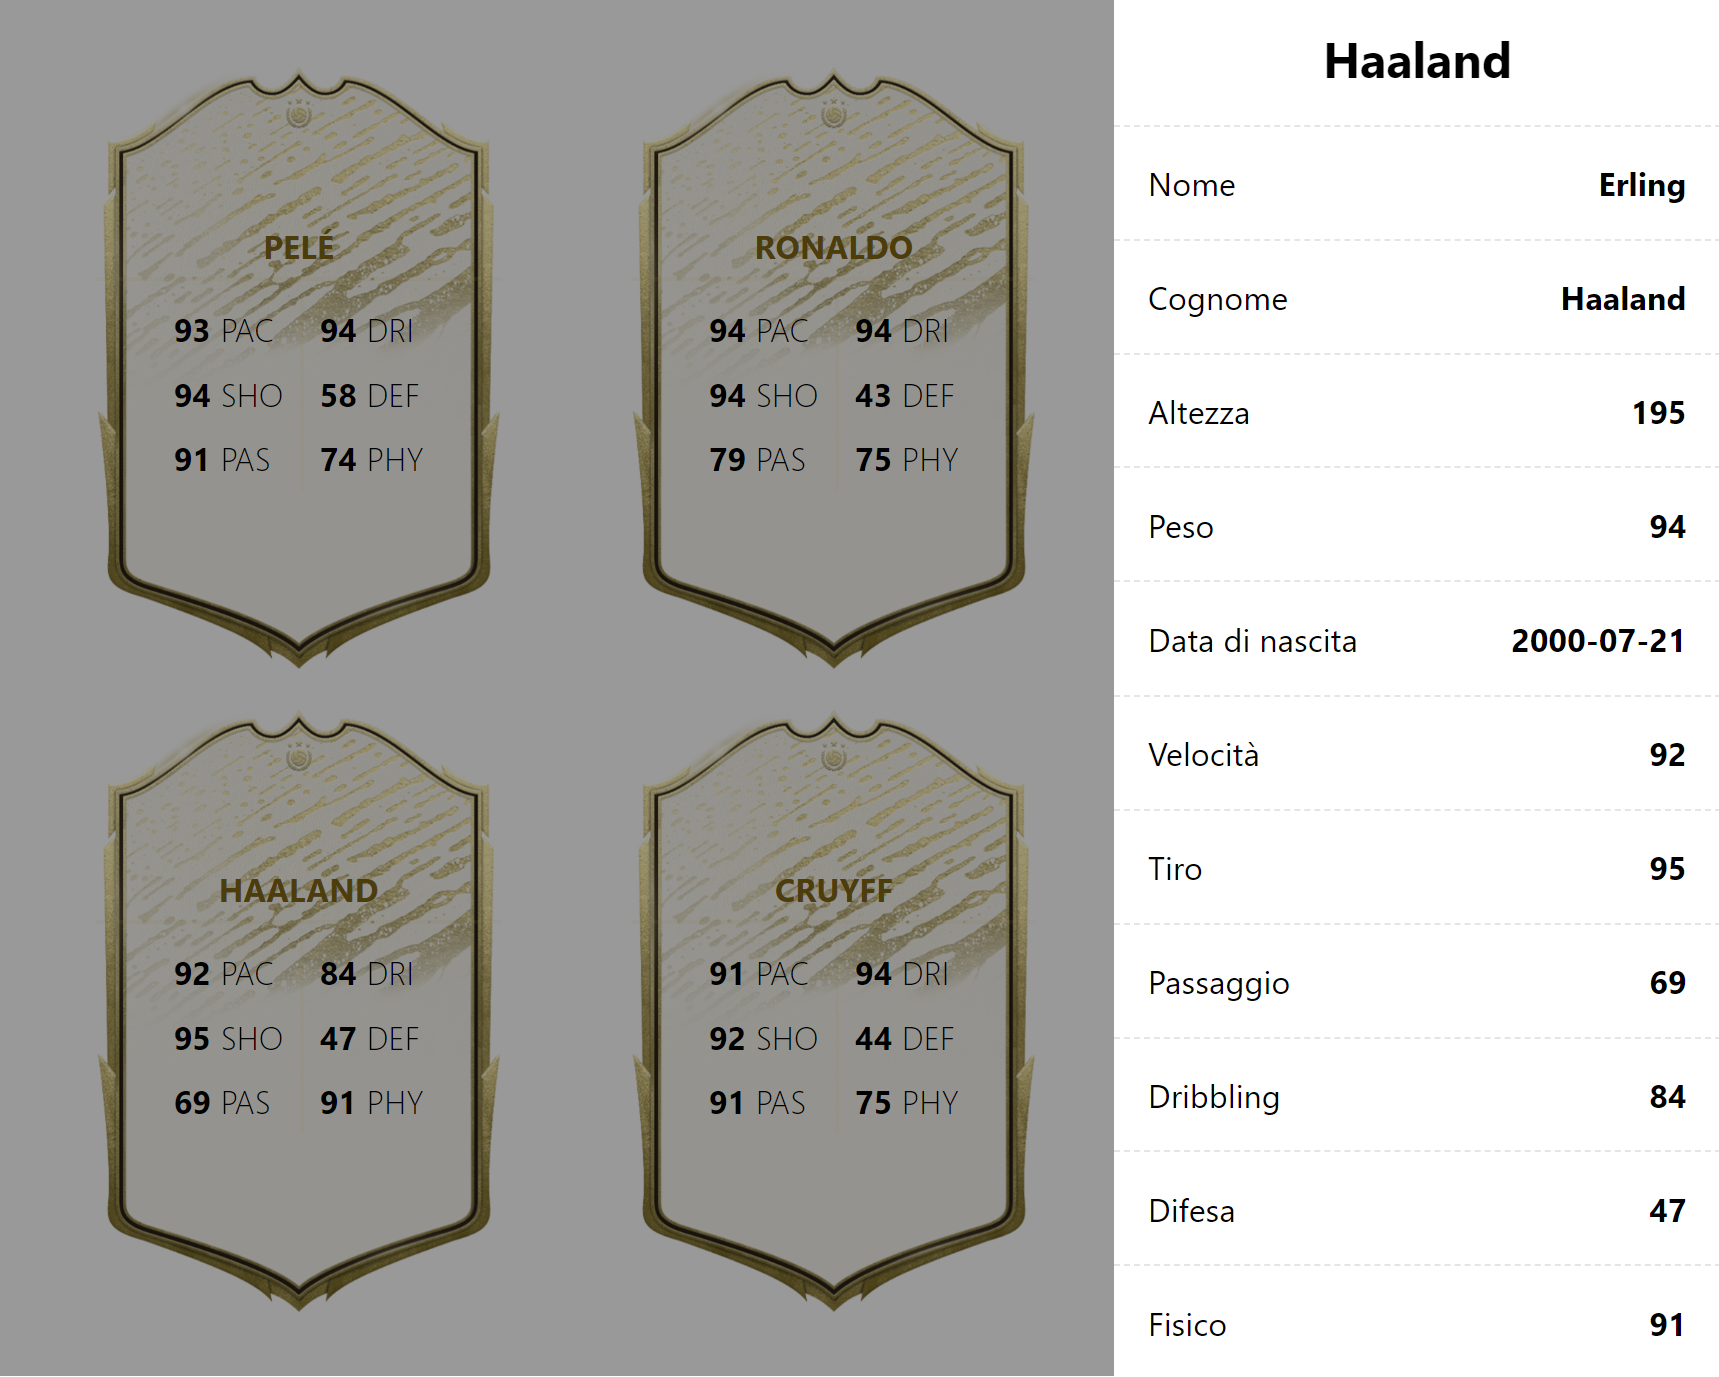 PELÉ
93 PAC 94 DRI
94 SHO 58 DEF
91 PAS 74 PHY
RONALDO
94 PAC 94 DRI
94 SHO 43 DEF
79 PAS 75 PHY
HAALAND
92 PAC 84 DRI
95 SHO 47 DEF
69 PAS 91 PHY
CRUYFF
91 PAC 94 DRI
92 SHO 44 DEF
91 PAS 75 PHY
Haaland
Nome Erling
Cognome Haaland
Altezza 195
Peso 94
Data di nascita 2000-07-21
Velocità 92
Tiro 95
Passaggio 69
Dribbling 84
Difesa 47
Fisico 91